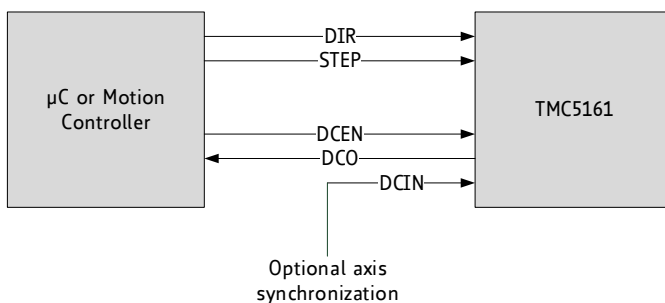 DIR
STEP
µC or Motion
Controller
TMC5161
DCEN
DCO
DCIN
Optional axis
synchronization